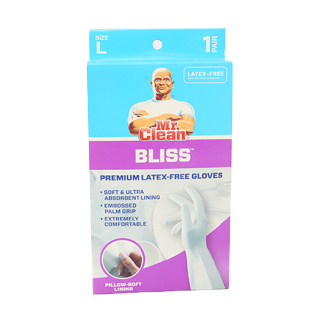 SIZE
L
1
PAIR
LATEX-FREE
Mr.
Clean
BLISS™
PREMIUM LATEX-FREE GLOVES
• SOFT & ULTRA
ABSORBENT LINING
• EMBOSSED
PALM GRIP
• EXTREMELY
COMFORTABLE
PILLOW-SOFT
LINING